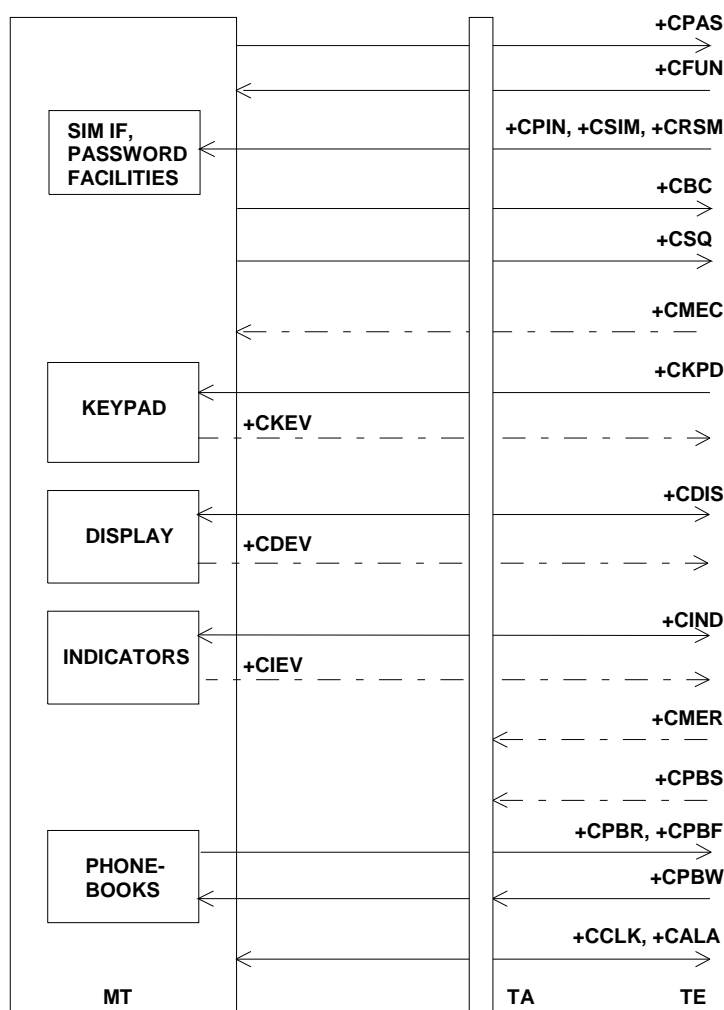 +CPAS
+CFUN
SIM IF,
PASSWORD
FACILITIES
+CPIN, +CSIM, +CRSM
+CBC
+CSQ
+CMEC
+CKPD
KEYPAD
+CKEV
+CDIS
DISPLAY
+CDEV
+CIND
INDICATORS
+CIEV
+CMER
+CPBS
+CPBR, +CPBF
PHONE-
BOOKS
+CPBW
+CCLK, +CALA
MT
TA
TE